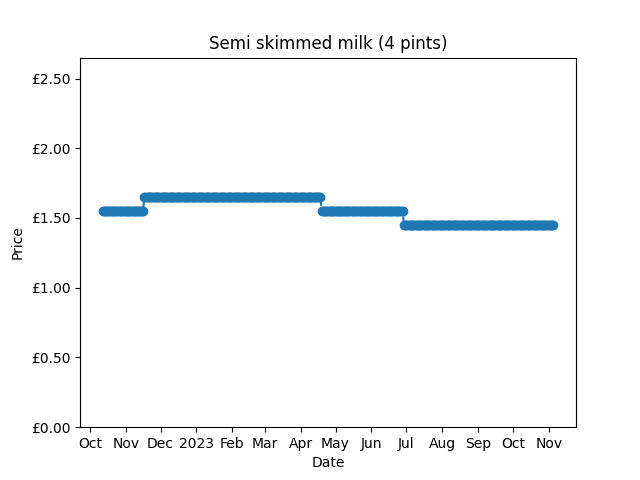 Semi skimmed milk (4 pints)
£2.50
£2.00
£1.50
£1.00
£0.50
£0.00
Price
Oct Nov Dec 2023 Feb Mar Apr May Jun Jul Aug Sep Oct Nov
Date